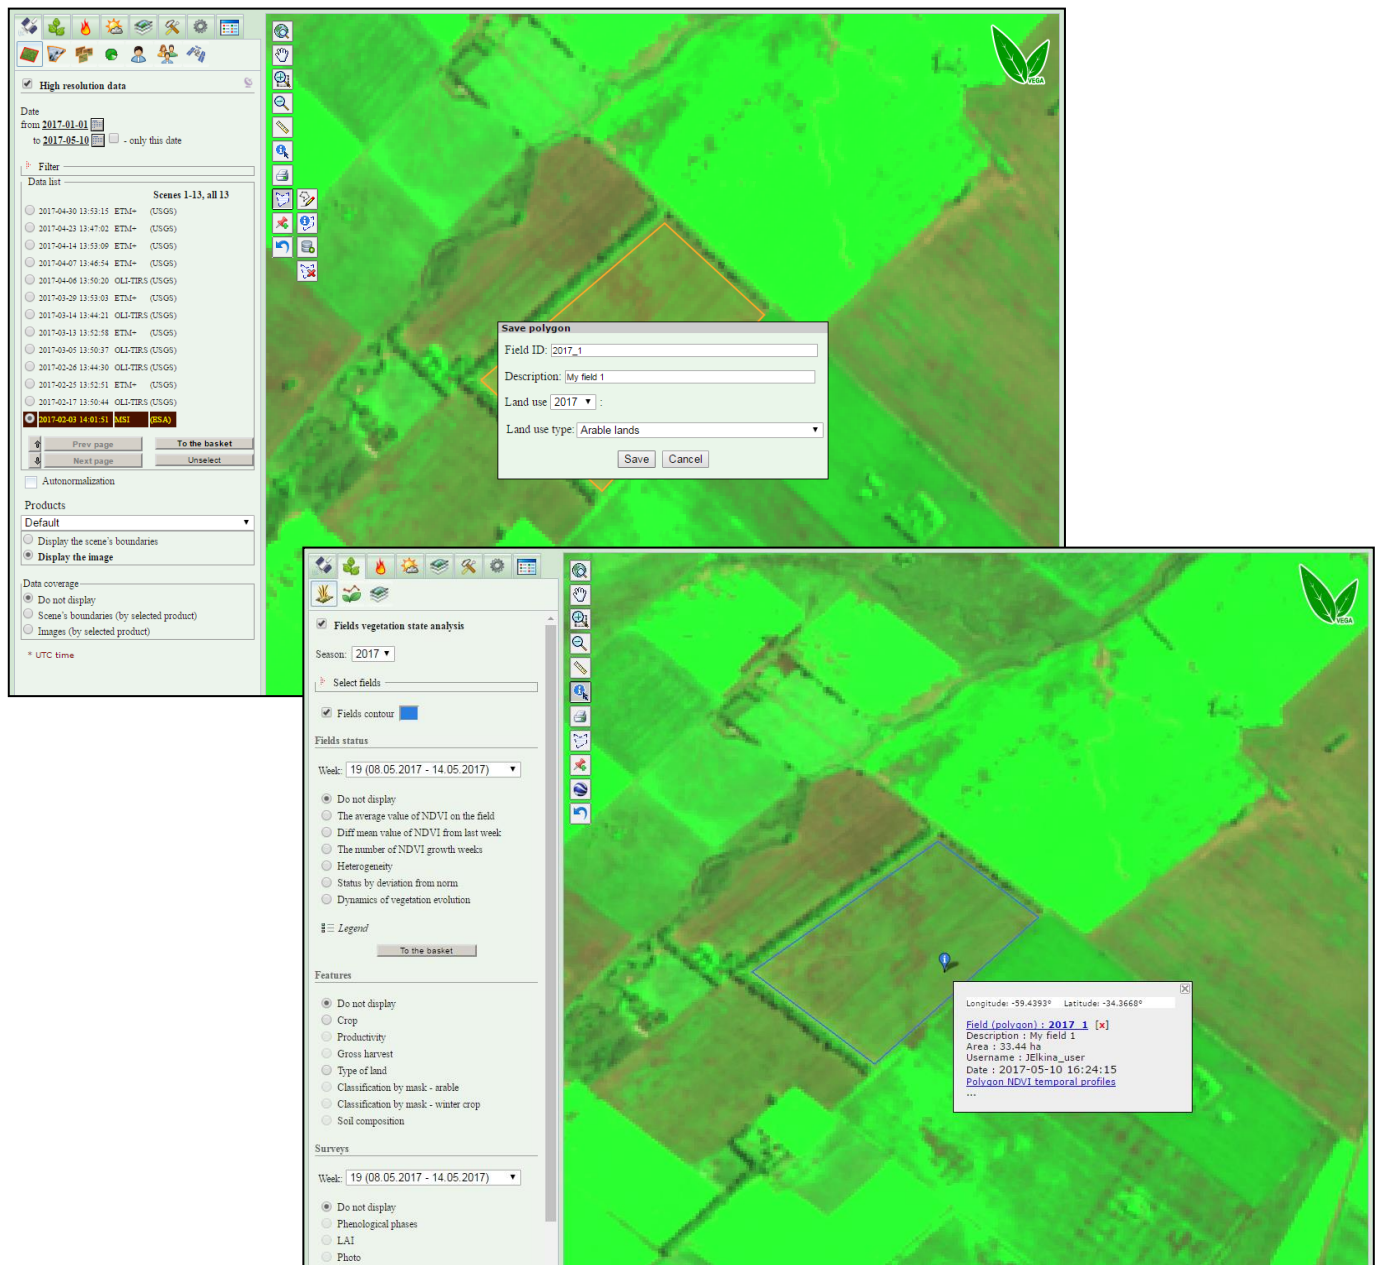 High resolution data
Date
from 2017-01-01
to 2017-05-10 - only this date
Filter
Data list
Scenes 1-13, all 13
2017-04-30 13:53:15 ETM+ (USGS)
2017-04-23 13:47:02 ETM+ (USGS)
2017-04-14 13:53:09 ETM+ (USGS)
2017-04-07 13:46:54 ETM+ (USGS)
2017-04-06 13:50:20 OLI-TIRS (USGS)
2017-03-29 13:53:03 ETM+ (USGS)
2017-03-14 13:44:21 OLI-TIRS (USGS)
2017-03-13 13:52:58 ETM+ (USGS)
2017-03-05 13:50:37 OLI-TIRS (USGS)
2017-02-26 13:44:30 OLI-TIRS (USGS)
2017-02-25 13:52:51 ETM+ (USGS)
2017-02-17 13:50:44 OLI-TIRS (USGS)
2017-02-03 14:01:51 MSI (ESA)
Prev page To the basket
Next page Unselect
Autonormalization
Products
Default
Display the scene's boundaries
Display the image
Data coverage
Do not display
Scene's boundaries (by selected product)
Images (by selected product)
* UTC time
VEGA
Save polygon
Field ID: 2017_1
Description: My field 1
Land use 2017 :
Land use type: Arable lands
Save Cancel
Fields vegetation state analysis
Season: 2017
Select fields
Fields contour
Fields status
Week: 19 (08.05.2017 - 14.05.2017)
Do not display
The average value of NDVI on the field
Diff mean value of NDVI from last week
The number of NDVI growth weeks
Heterogeneity
Status by deviation from norm
Dynamics of vegetation evolution
Legend
To the basket
Features
Do not display
Crop
Productivity
Gross harvest
Type of land
Classification by mask - arable
Classification by mask - winter crop
Soil composition
Surveys
Week: 19 (08.05.2017 - 14.05.2017)
Do not display
Phenological phases
LAI
Photo
VEGA
Longitude: -59.4393° Latitude: -34.3668°
Field (polygon) : 2017_1 [x]
Description : My field 1
Area : 33.44 ha
Username : JElkina_user
Date : 2017-05-10 16:24:15
Polygon NDVI temporal profiles
...